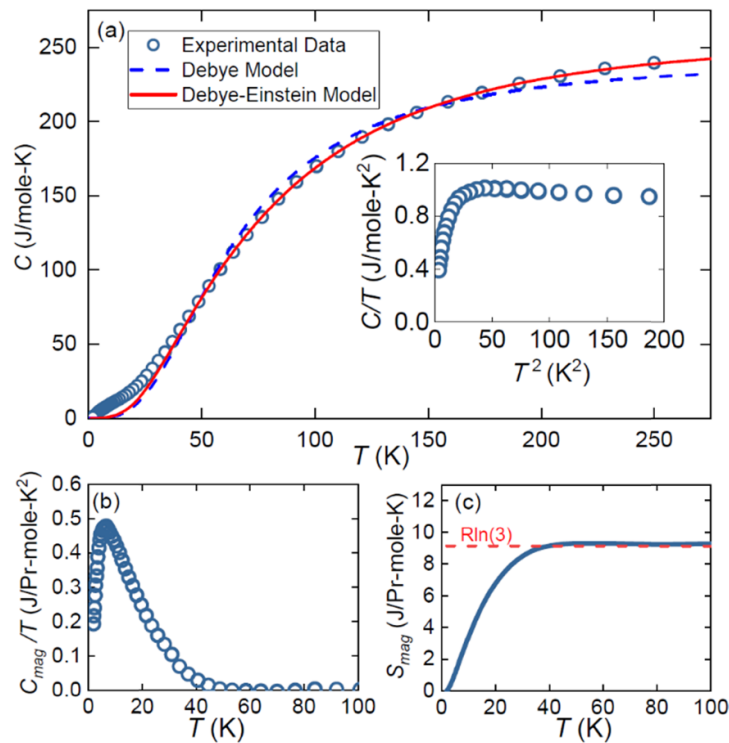 (a)
Experimental Data
Debye Model
Debye-Einstein Model
C (J/mole-K)
250
200
150
100
50
0
0 50 100 150 200 250
T (K)
C/T (J/mole-K²)
1.2
0.8
0.4
0.0
0 50 100 150 200
T² (K²)
(b)
C_mag/T (J/Pr-mole-K²)
0.6
0.5
0.4
0.3
0.2
0.1
0.0
0 20 40 60 80 100
T (K)
(c)
Rln(3)
S_mag (J/Pr-mole-K)
12
10
8
6
4
2
0
0 20 40 60 80 100
T (K)